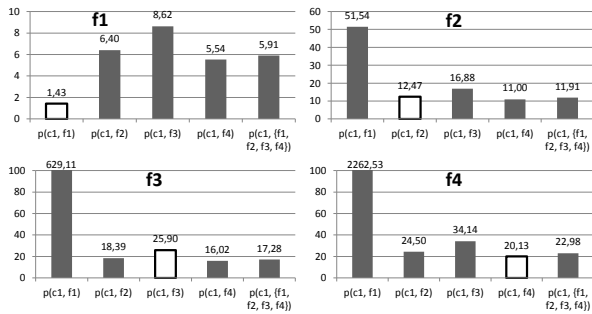 f1
10
8
6
4
2
0
1,43
6,40
8,62
5,54
5,91
p(c1, f1)
p(c1, f2)
p(c1, f3)
p(c1, f4)
p(c1, {f1,
f2, f3, f4})
f2
60
50
40
30
20
10
0
51,54
12,47
16,88
11,00
11,91
p(c1, f1)
p(c1, f2)
p(c1, f3)
p(c1, f4)
p(c1, {f1,
f2, f3, f4})
f3
100
80
60
40
20
0
629,11
18,39
25,90
16,02
17,28
p(c1, f1)
p(c1, f2)
p(c1, f3)
p(c1, f4)
p(c1, {f1,
f2, f3, f4})
f4
100
80
60
40
20
0
2262,53
24,50
34,14
20,13
22,98
p(c1, f1)
p(c1, f2)
p(c1, f3)
p(c1, f4)
p(c1, {f1,
f2, f3, f4})